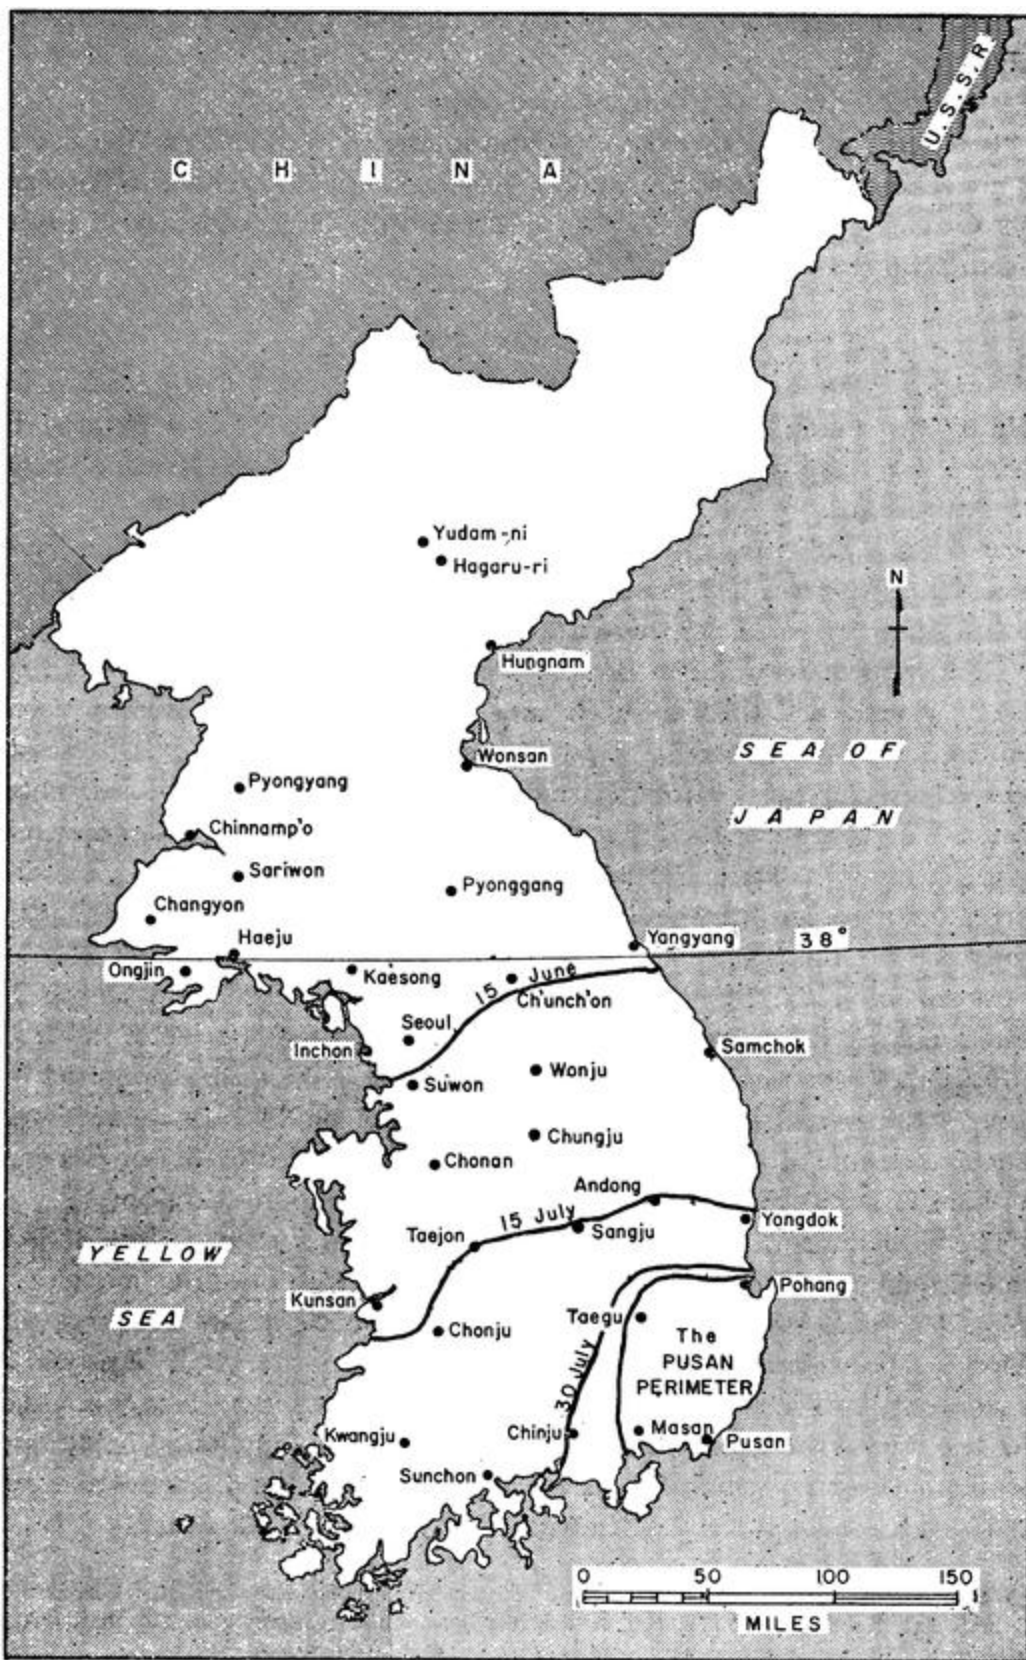 U.S.S.R
C H I N A
Yudam-ni
Hagaru-ri
N
Hungnam
SEA OF
JAPAN
Wonsan
Pyongyang
Chinnamp'o
Sariwon
Pyonggang
Changyon
Haeju
Yangyang
38°
Ongjin
Kaesong
15 June
Ch'unch'on
Seoul
Inchon
Samchok
Suwon
Wonju
Chungju
Chonan
Andong
15 July
Yongdok
Taejon
Sangju
YELLOW
SEA
Pohang
Kunsan
Taegu
Chonju
The
PUSAN
PERIMETER
30 July
Kwangju
Chinju
Masan
Pusan
Sunchon
0 50 100 150
MILES